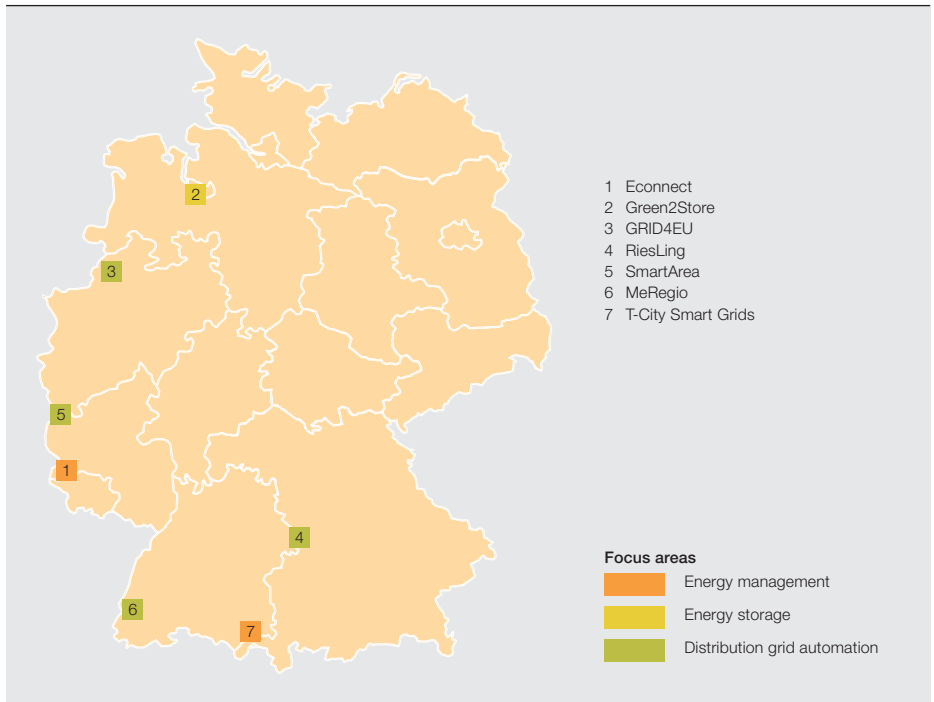 2
3
5
1
4
6
7
1 Econnect
2 Green2Store
3 GRID4EU
4 RiesLing
5 SmartArea
6 MeRegio
7 T-City Smart Grids
Focus areas
Energy management
Energy storage
Distribution grid automation